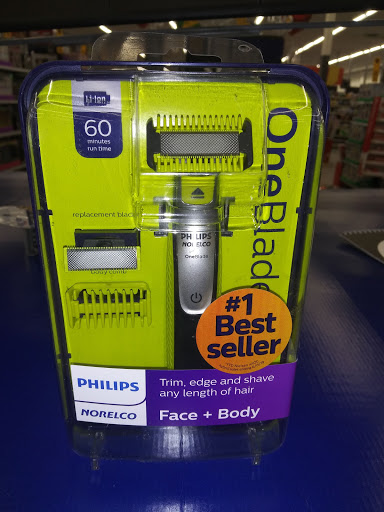 Li-Ion
60
minutes
run time
OneBlade
replacement blade
body comb
PHILIPS
NORELCO
OneBlade
#1
Best
seller
PHILIPS
NORELCO
Trim, edge and shave
any length of hair
Face + Body